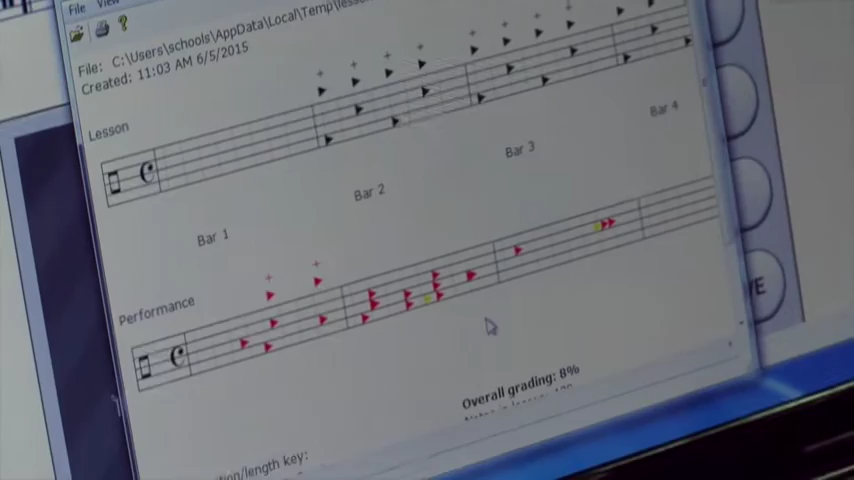 File View
File: C:\Users\schools\AppData\Local\Temp\less
Created: 11:03 AM 6/5/2015
Lesson
Bar 1
Bar 2
Bar 3
Bar 4
Performance
Overall grading: 8%
/length key: